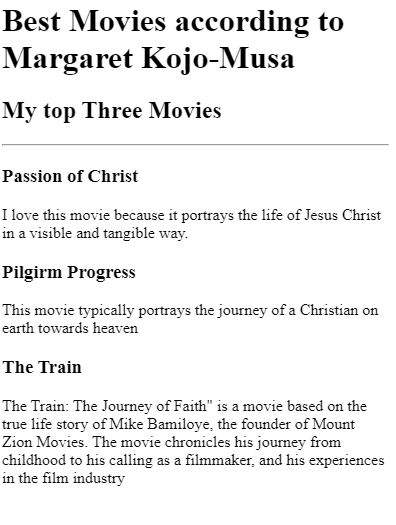 Best Movies according to
Margaret Kojo-Musa
My top Three Movies
Passion of Christ
I love this movie because it portrays the life of Jesus Christ
in a visible and tangible way.
Pilgirm Progress
This movie typically portrays the journey of a Christian on
earth towards heaven
The Train
The Train: The Journey of Faith" is a movie based on the
true life story of Mike Bamiloye, the founder of Mount
Zion Movies. The movie chronicles his journey from
childhood to his calling as a filmmaker, and his experiences
in the film industry